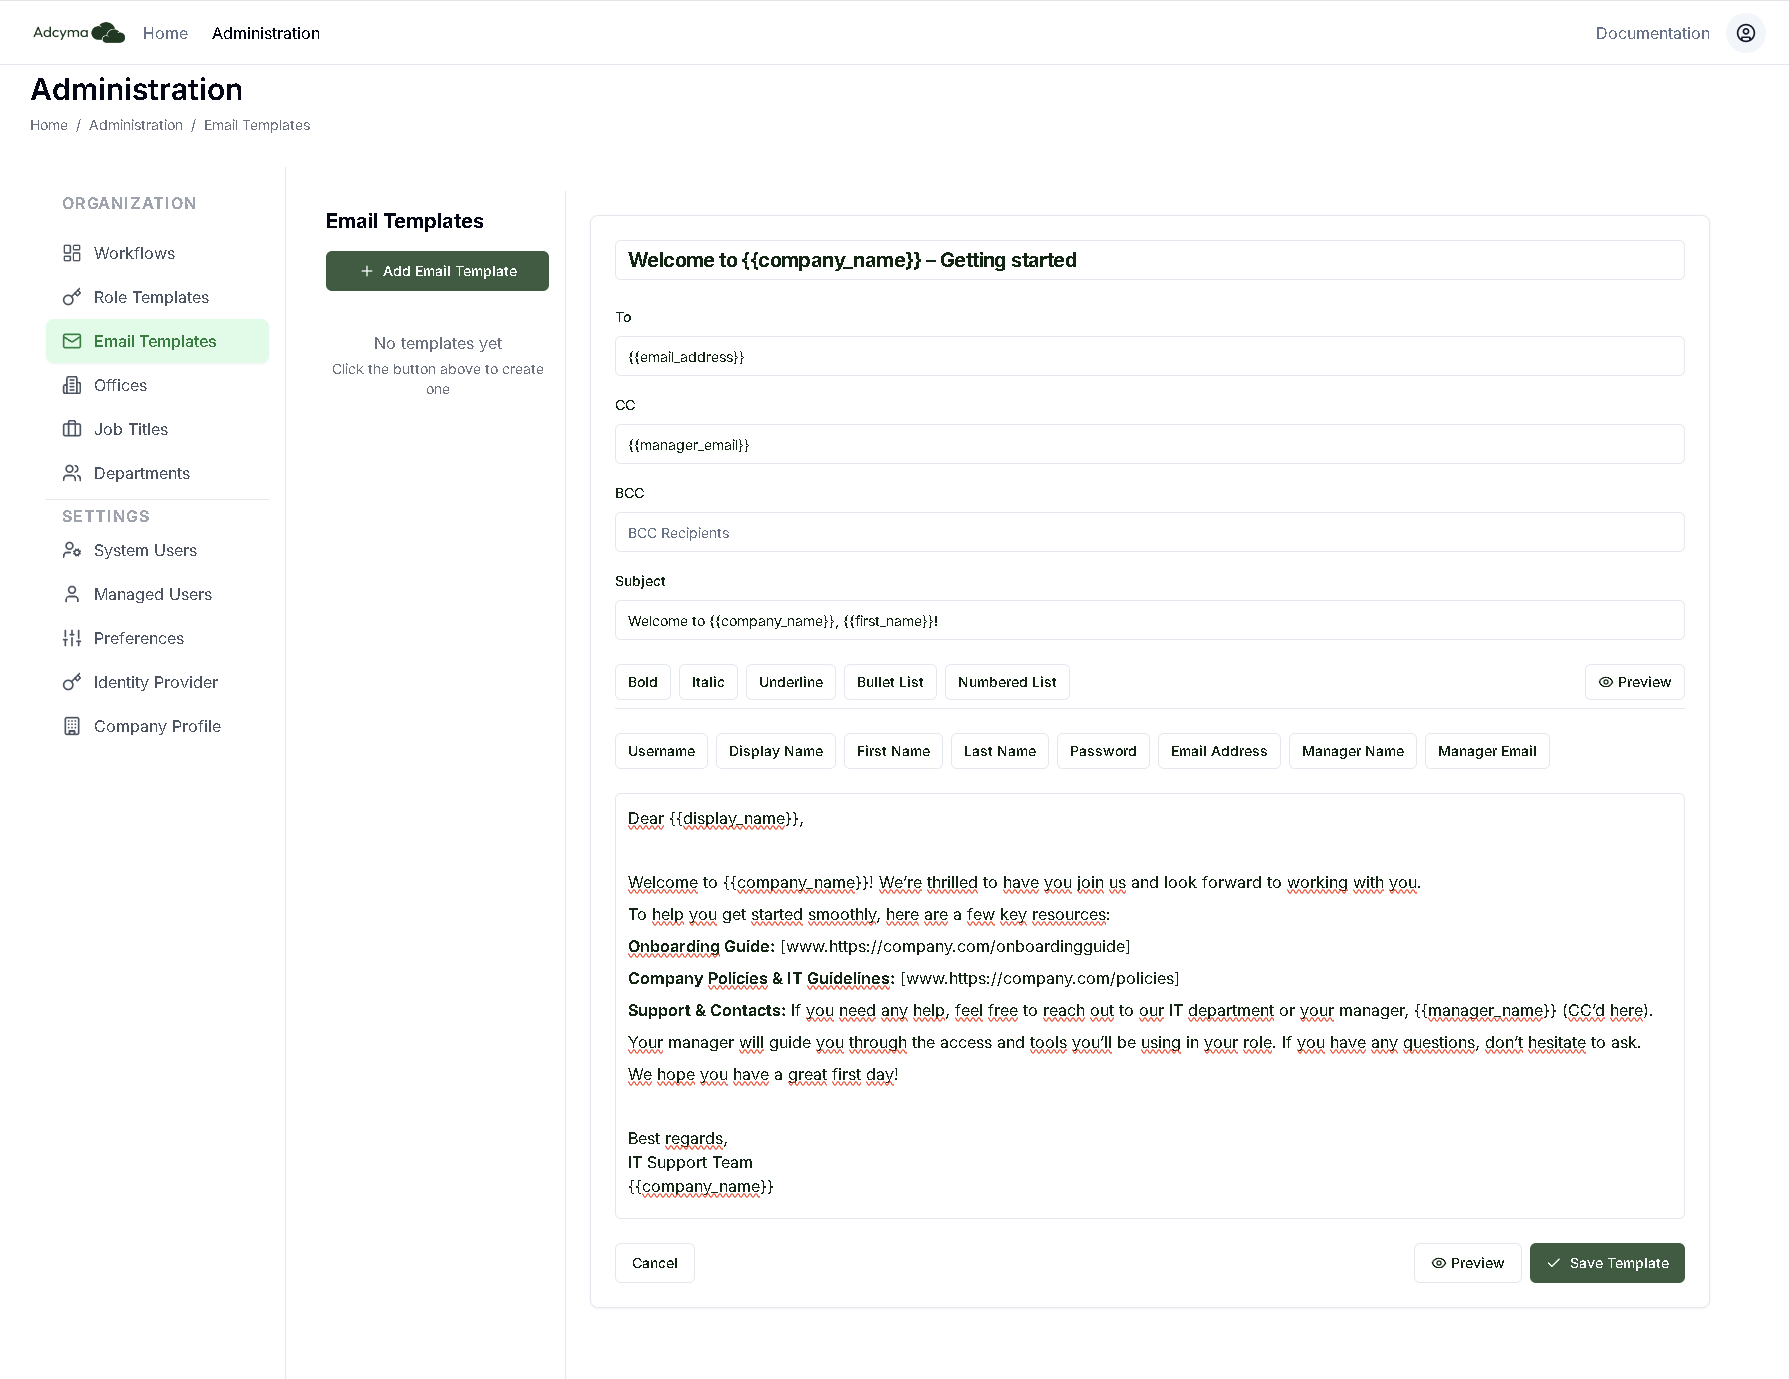 Adcyma
Home
Administration
Documentation
Administration
Home / Administration / Email Templates
ORGANIZATION
Workflows
Role Templates
Email Templates
Offices
Job Titles
Departments
SETTINGS
System Users
Managed Users
Preferences
Identity Provider
Company Profile
Email Templates
+ Add Email Template
No templates yet
Click the button above to create
one
Welcome to {{company_name}} – Getting started
To
{{email_address}}
CC
{{manager_email}}
BCC
BCC Recipients
Subject
Welcome to {{company_name}}, {{first_name}}!
Bold Italic Underline Bullet List Numbered List Preview
Username Display Name First Name Last Name Password Email Address Manager Name Manager Email
Dear {{display_name}},
Welcome to {{company_name}}! We’re thrilled to have you join us and look forward to working with you.
To help you get started smoothly, here are a few key resources:
Onboarding Guide: [www.https://company.com/onboardingguide]
Company Policies & IT Guidelines: [www.https://company.com/policies]
Support & Contacts: If you need any help, feel free to reach out to our IT department or your manager, {{manager_name}} (CC’d here).
Your manager will guide you through the access and tools you’ll be using in your role. If you have any questions, don’t hesitate to ask.
We hope you have a great first day!
Best regards,
IT Support Team
{{company_name}}
Cancel Preview Save Template